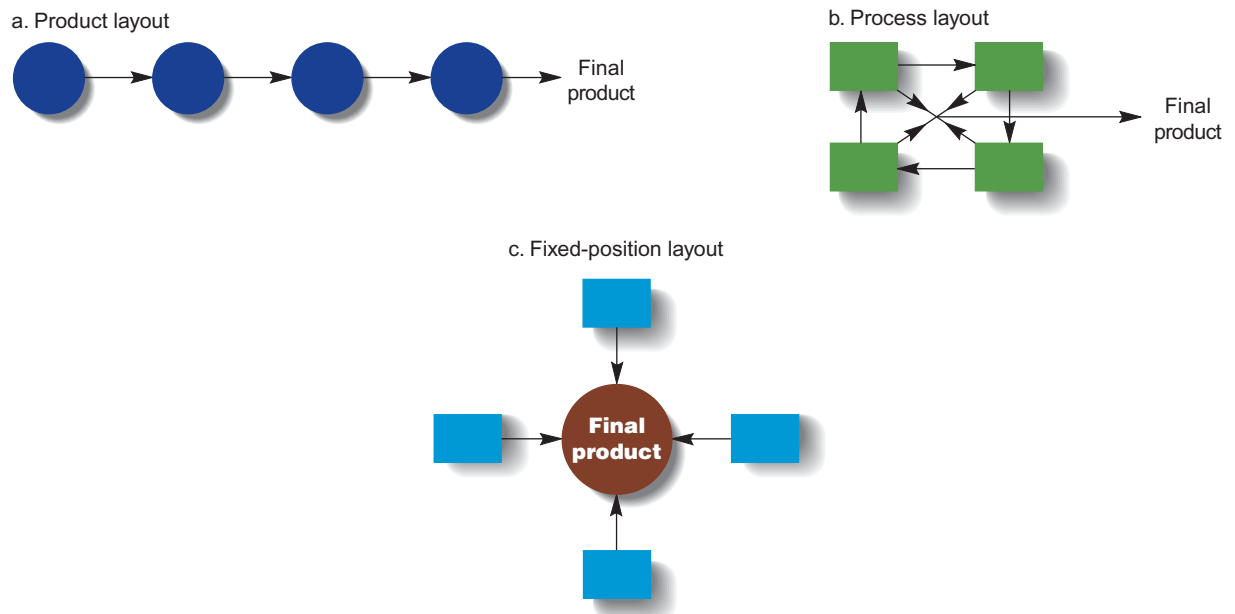 a. Product layout
Final
product
b. Process layout
Final
product
c. Fixed-position layout
Final
product